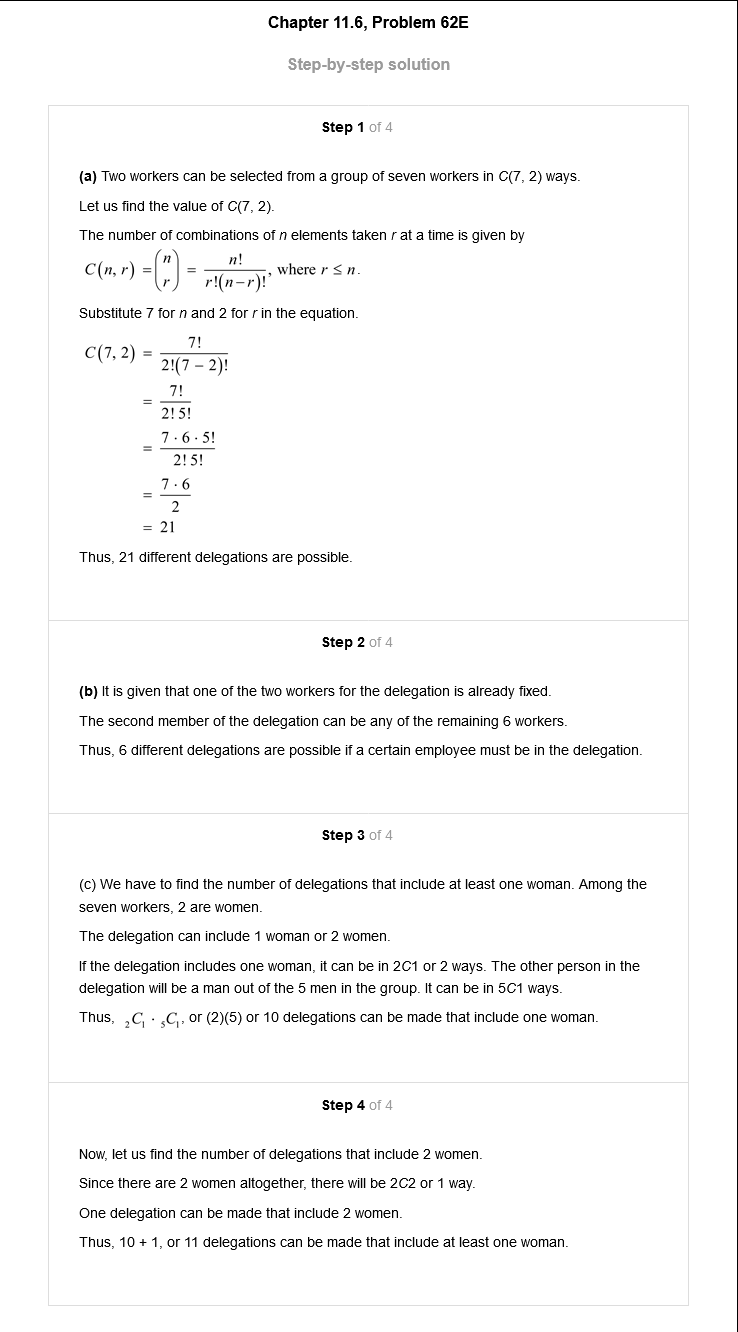 Chapter 11.6, Problem 62E
Step-by-step solution
Step 1 of 4
(a) Two workers can be selected from a group of seven workers in C(7, 2) ways.
Let us find the value of C(7, 2).
The number of combinations of n elements taken r at a time is given by
C(n, r) = (n r) = n!/r!(n−r)!, where r ≤ n.
Substitute 7 for n and 2 for r in the equation.
C(7, 2) = 7!/2!(7 − 2)!
= 7!/2! 5!
= 7 · 6 · 5!/2! 5!
= 7 · 6/2
= 21
Thus, 21 different delegations are possible.
Step 2 of 4
(b) It is given that one of the two workers for the delegation is already fixed.
The second member of the delegation can be any of the remaining 6 workers.
Thus, 6 different delegations are possible if a certain employee must be in the delegation.
Step 3 of 4
(c) We have to find the number of delegations that include at least one woman. Among the
seven workers, 2 are women.
The delegation can include 1 woman or 2 women.
If the delegation includes one woman, it can be in 2C1 or 2 ways. The other person in the
delegation will be a man out of the 5 men in the group. It can be in 5C1 ways.
Thus, ₂C₁ · ₅C₁, or (2)(5) or 10 delegations can be made that include one woman.
Step 4 of 4
Now, let us find the number of delegations that include 2 women.
Since there are 2 women altogether, there will be 2C2 or 1 way.
One delegation can be made that include 2 women.
Thus, 10 + 1, or 11 delegations can be made that include at least one woman.